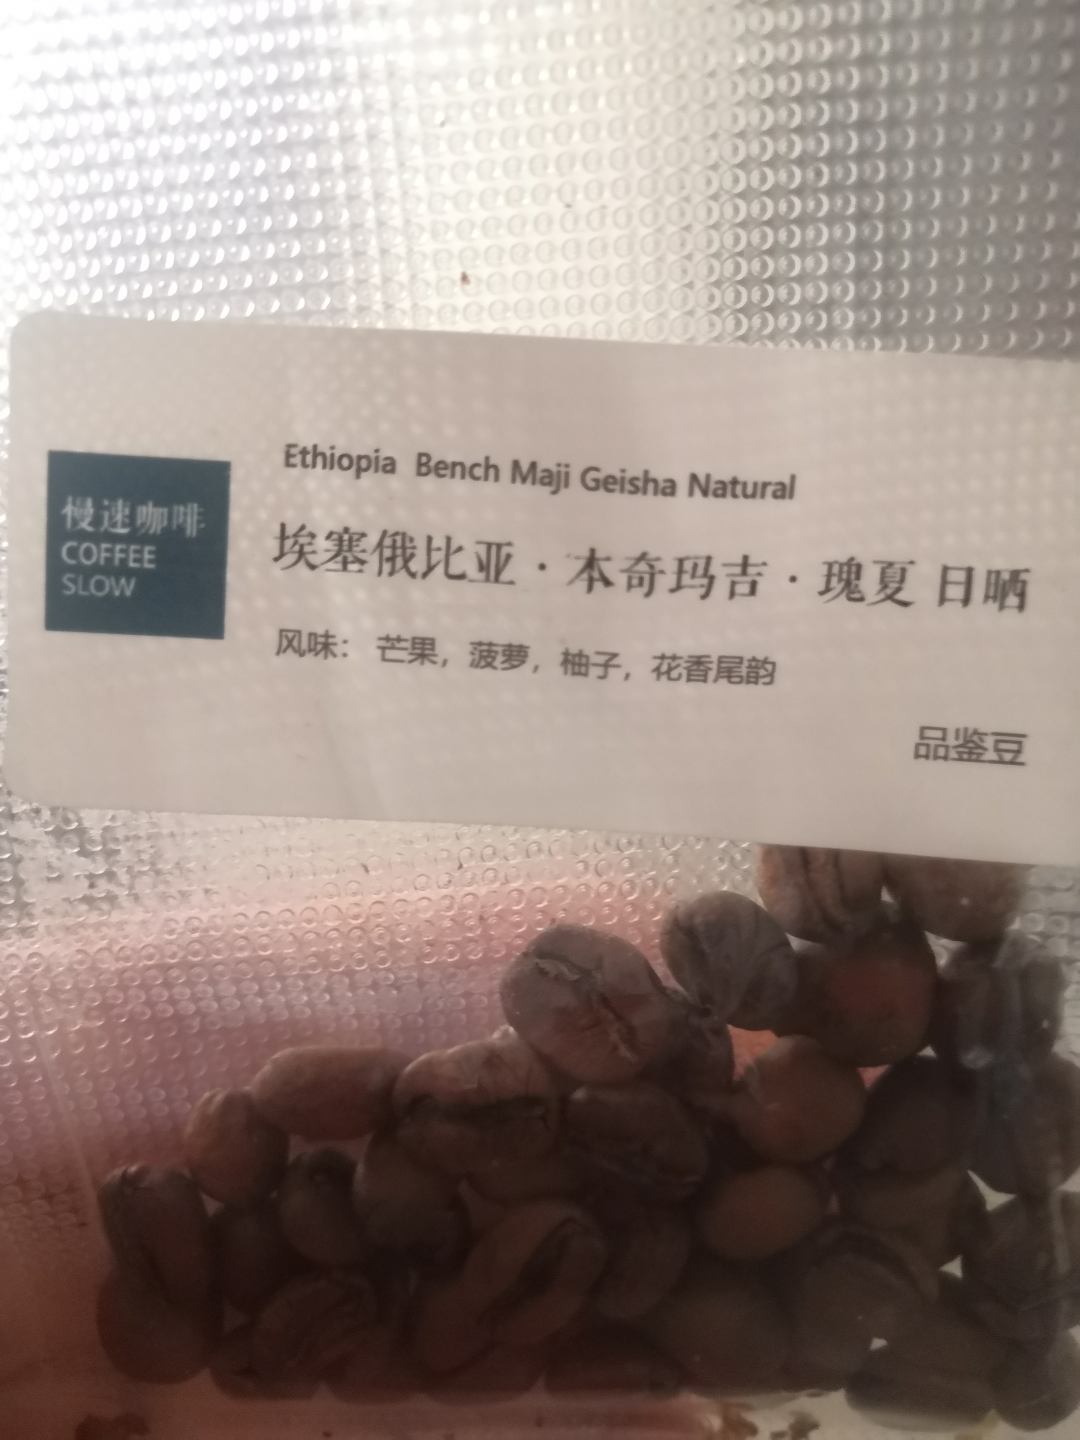 慢速咖啡
COFFEE
SLOW
Ethiopia Bench Maji Geisha Natural
埃塞俄比亚·本奇玛吉·瑰夏 日晒
风味： 芒果，菠萝，柚子，花香尾韵
品鉴豆